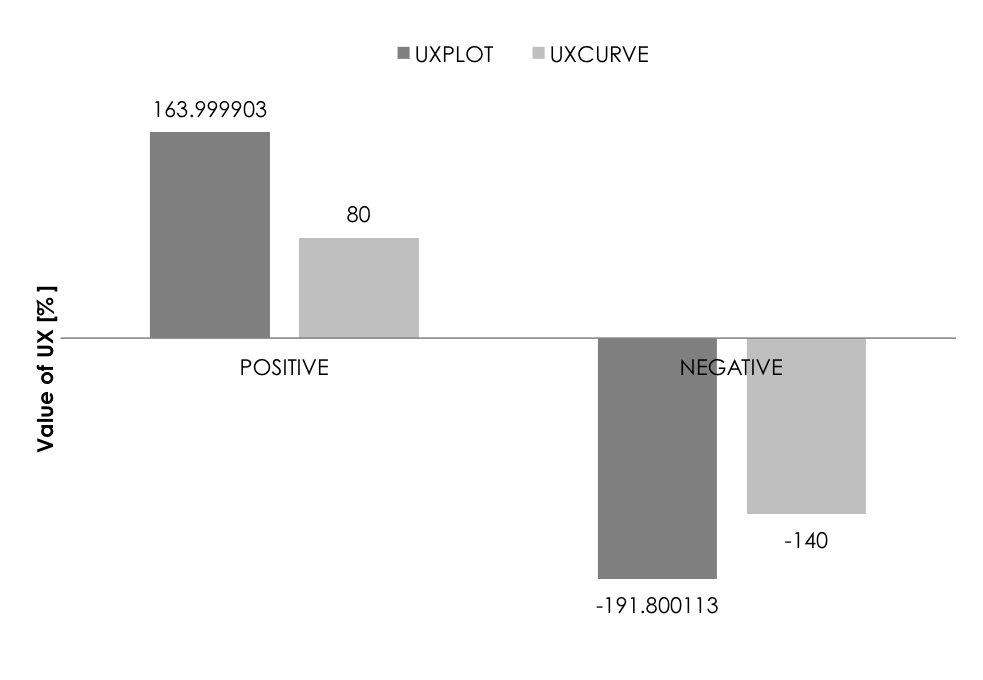 UXPLOT UXCURVE
163.999903
80
Value of UX [%]
POSITIVE
NEGATIVE
-140
-191.800113